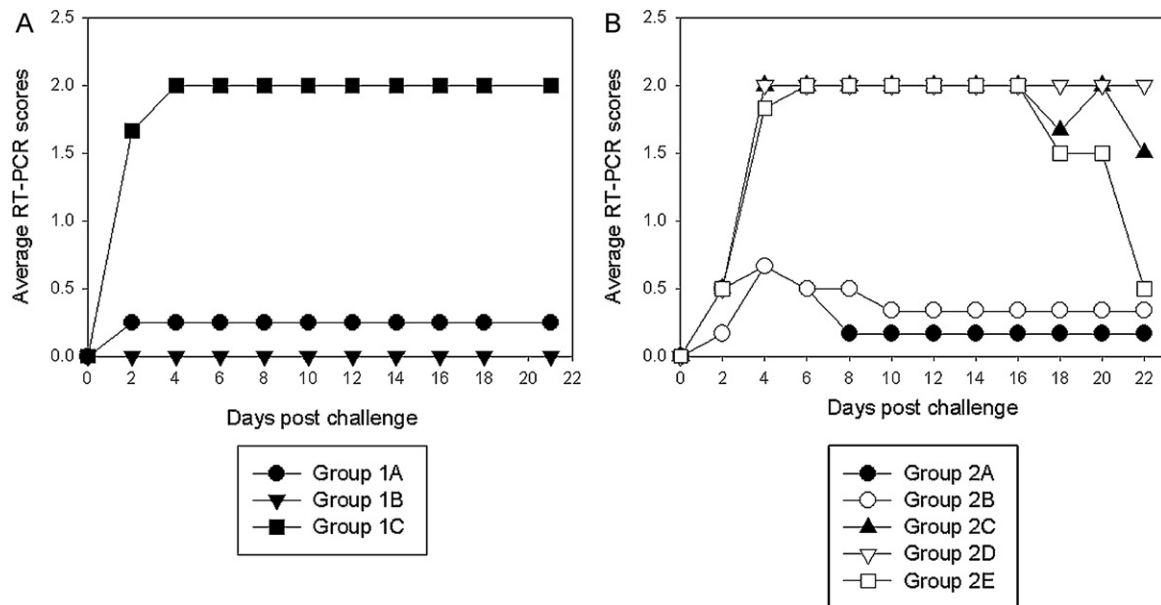 A
Average RT-PCR scores
2.5
2.0
1.5
1.0
0.5
0.0
0 2 4 6 8 10 12 14 16 18 20 22
Days post challenge
Group 1A
Group 1B
Group 1C
B
Average RT-PCR scores
2.5
2.0
1.5
1.0
0.5
0.0
0 2 4 6 8 10 12 14 16 18 20 22
Days post challenge
Group 2A
Group 2B
Group 2C
Group 2D
Group 2E